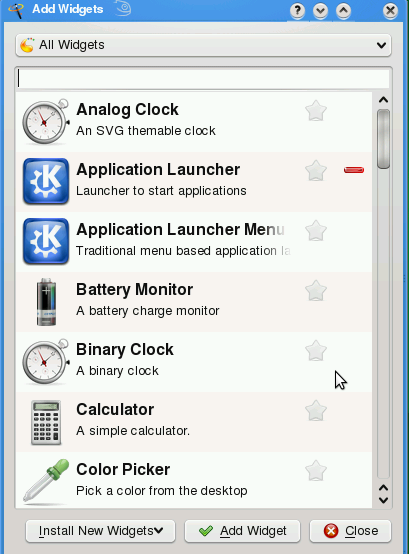 Add Widgets
All Widgets
Analog Clock
An SVG themable clock
Application Launcher
Launcher to start applications
Application Launcher Menu
Traditional menu based application la
Battery Monitor
A battery charge monitor
Binary Clock
A binary clock
Calculator
A simple calculator.
Color Picker
Pick a color from the desktop
Install New Widgets Add Widget Close